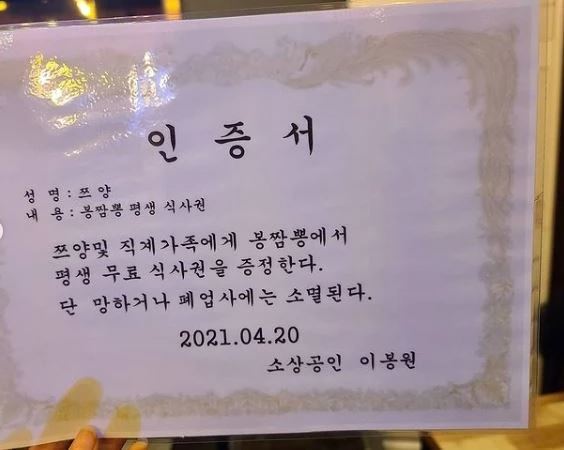 인 증 서
성 명 : 쯔 양
내 용 : 봉짬뽕 평생 식사권
쯔양및 직계가족에게 봉짬뽕에서
평생 무료 식사권을 증정한다.
단 망하거나 폐업사에는 소멸된다.
2021.04.20
소상공인 이봉원